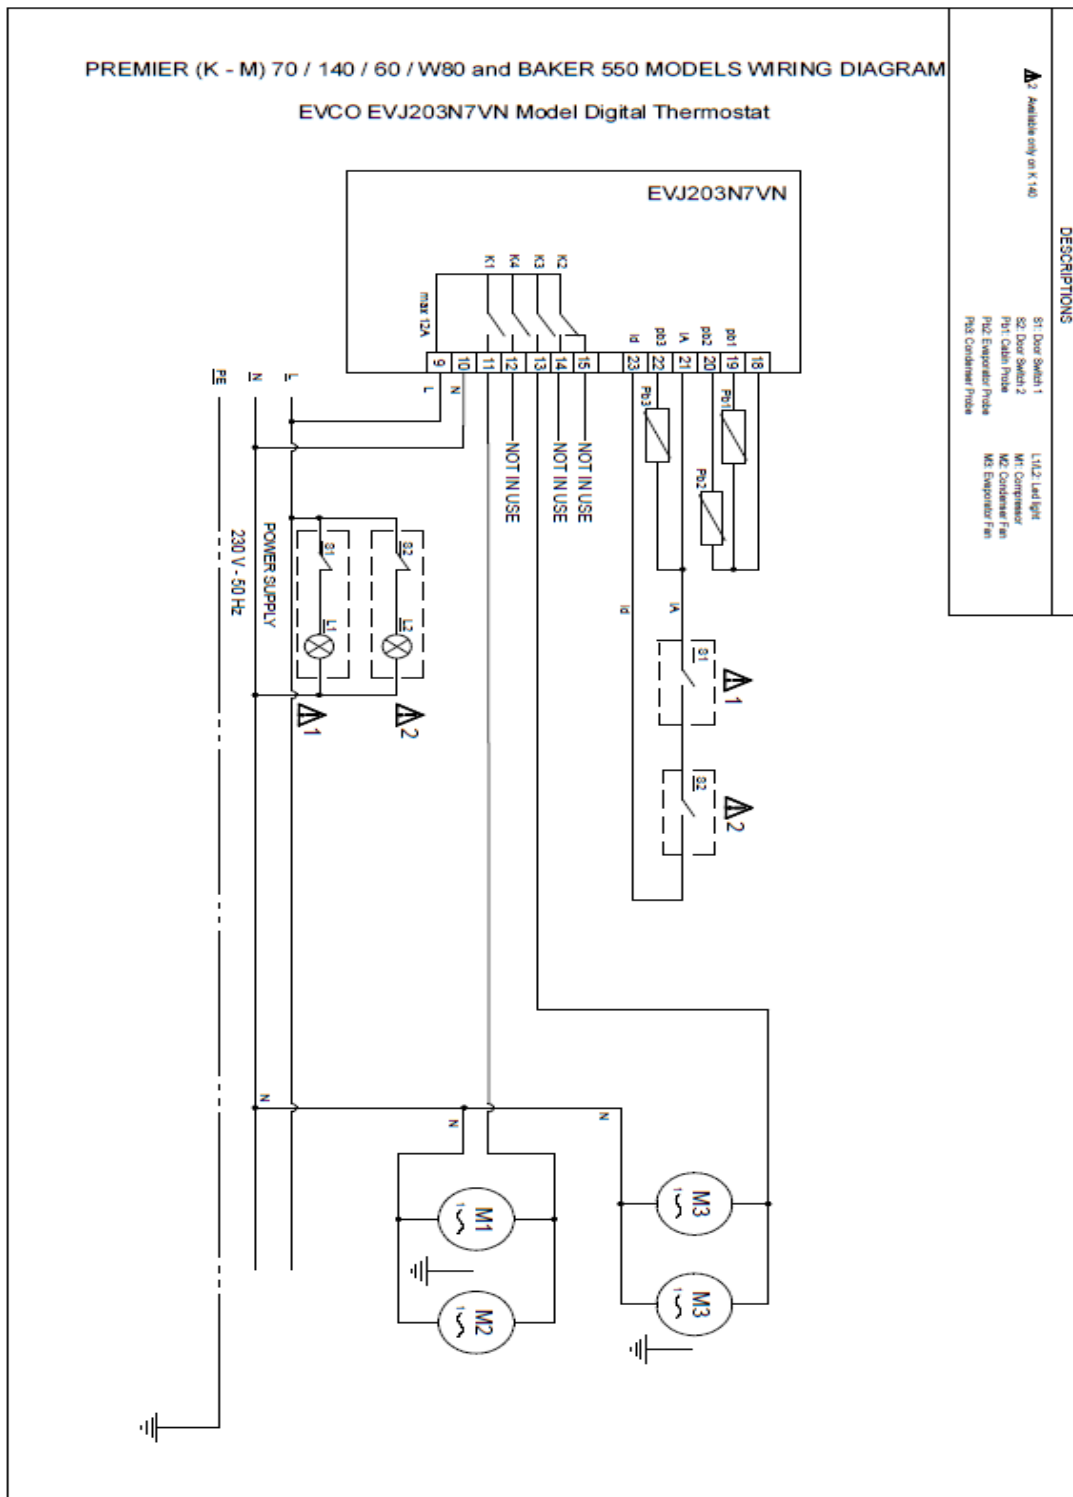 PREMIER (K - M) 70 / 140 / 60 / W80 and BAKER 550 MODELS WIRING DIAGRAM
EVCO EVJ203N7VN Model Digital Thermostat
DESCRIPTIONS
2 Available only on K 140
S1: Door Switch 1
S2: Door Switch 2
Pb1: Cabin Probe
Pb2: Evaporator Probe
Pb3: Condenser Probe
L1/L2: Led light
M1: Compressor
M2: Condenser Fan
M3: Evaporator Fan
EVJ203N7VN
K1
K4
K3
K2
max 12A
id
pb3
IA
pb2
pb1
9
10
11
12
13
14
15
23
22
21
20
19
18
L
N
NOT IN USE
NOT IN USE
NOT IN USE
Pb3
Pb1
Pb2
PE
N
L
POWER SUPPLY
230 V - 50 Hz
S1
L1
S2
L2
1
2
Id
IA
S1
1
S2
2
N
N
N
M1
1
M2
1
M3
1
M3
1